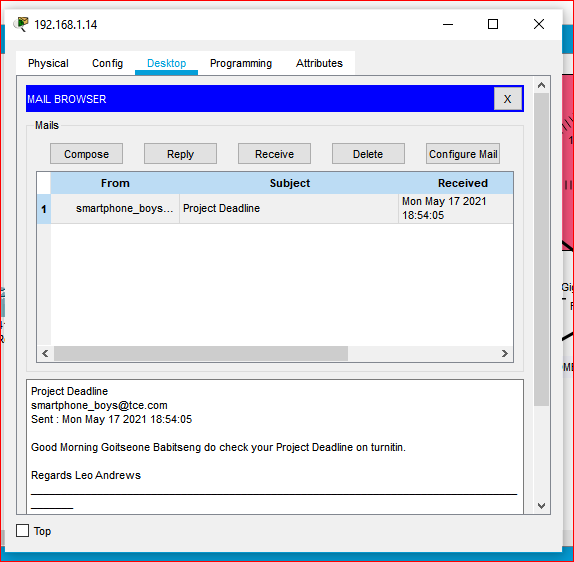 192.168.1.14
Physical Config Desktop Programming Attributes
MAIL BROWSER X
Mails
Compose Reply Receive Delete Configure Mail
From Subject Received
1 smartphone_boys... Project Deadline Mon May 17 2021
18:54:05
Project Deadline
smartphone_boys@tce.com
Sent : Mon May 17 2021 18:54:05
Good Morning Goitseone Babitseng do check your Project Deadline on turnitin.
Regards Leo Andrews
Top